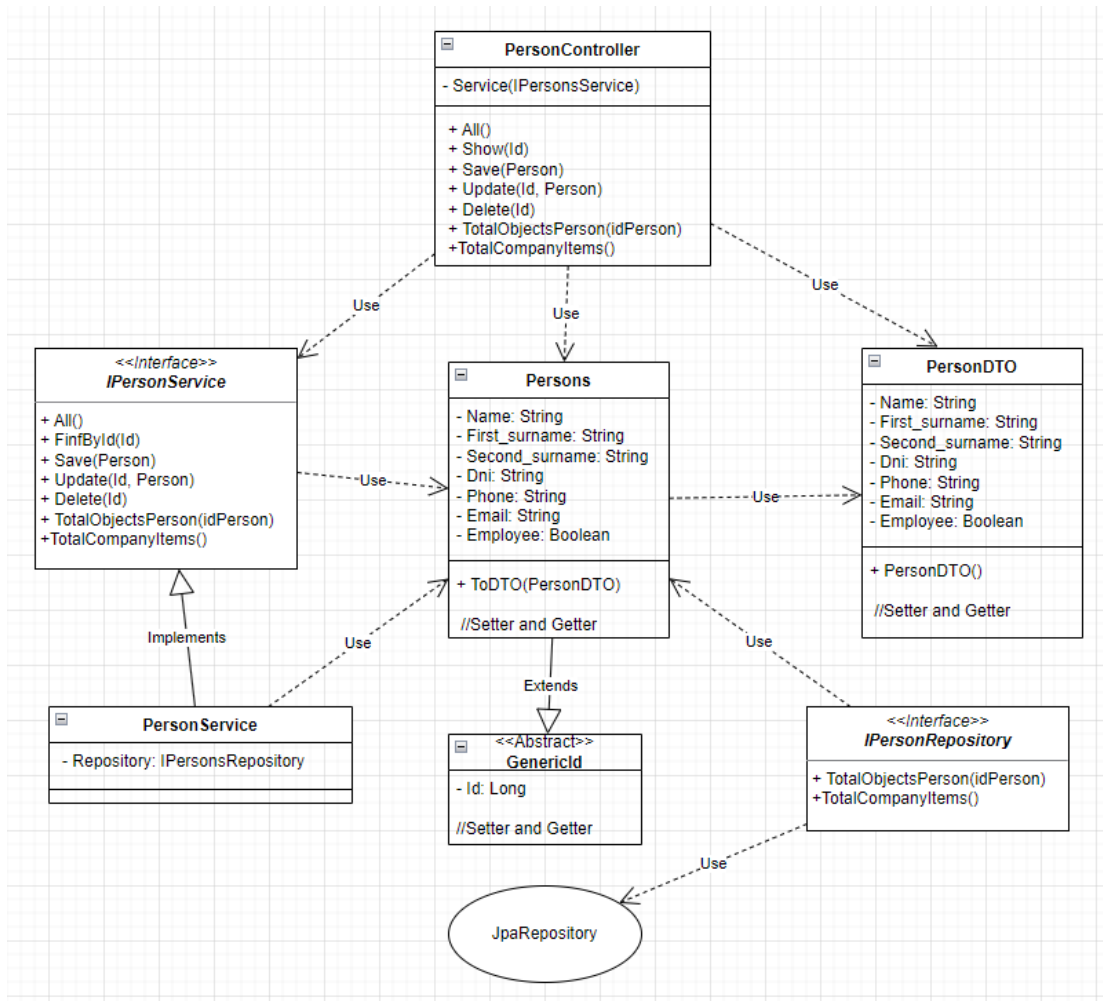 PersonController
- Service(IPersonsService)
+ All()
+ Show(Id)
+ Save(Person)
+ Update(Id, Person)
+ Delete(Id)
+ TotalObjectsPerson(idPerson)
+TotalCompanyItems()
Use
Use
Use
<<Interface>>
IPersonService
+ All()
+ FinfById(Id)
+ Save(Person)
+ Update(Id, Person)
+ Delete(Id)
+ TotalObjectsPerson(idPerson)
+TotalCompanyItems()
Use
Persons
- Name: String
- First_surname: String
- Second_surname: String
- Dni: String
- Phone: String
- Email: String
- Employee: Boolean
+ ToDTO(PersonDTO)
//Setter and Getter
Use
PersonDTO
- Name: String
- First_surname: String
- Second_surname: String
- Dni: String
- Phone: String
- Email: String
- Employee: Boolean
+ PersonDTO()
//Setter and Getter
Implements
Use
Extends
Use
PersonService
- Repository: IPersonsRepository
<<Abstract>>
GenericId
- Id: Long
//Setter and Getter
<<Interface>>
IPersonRepository
+ TotalObjectsPerson(idPerson)
+TotalCompanyItems()
Use
JpaRepository